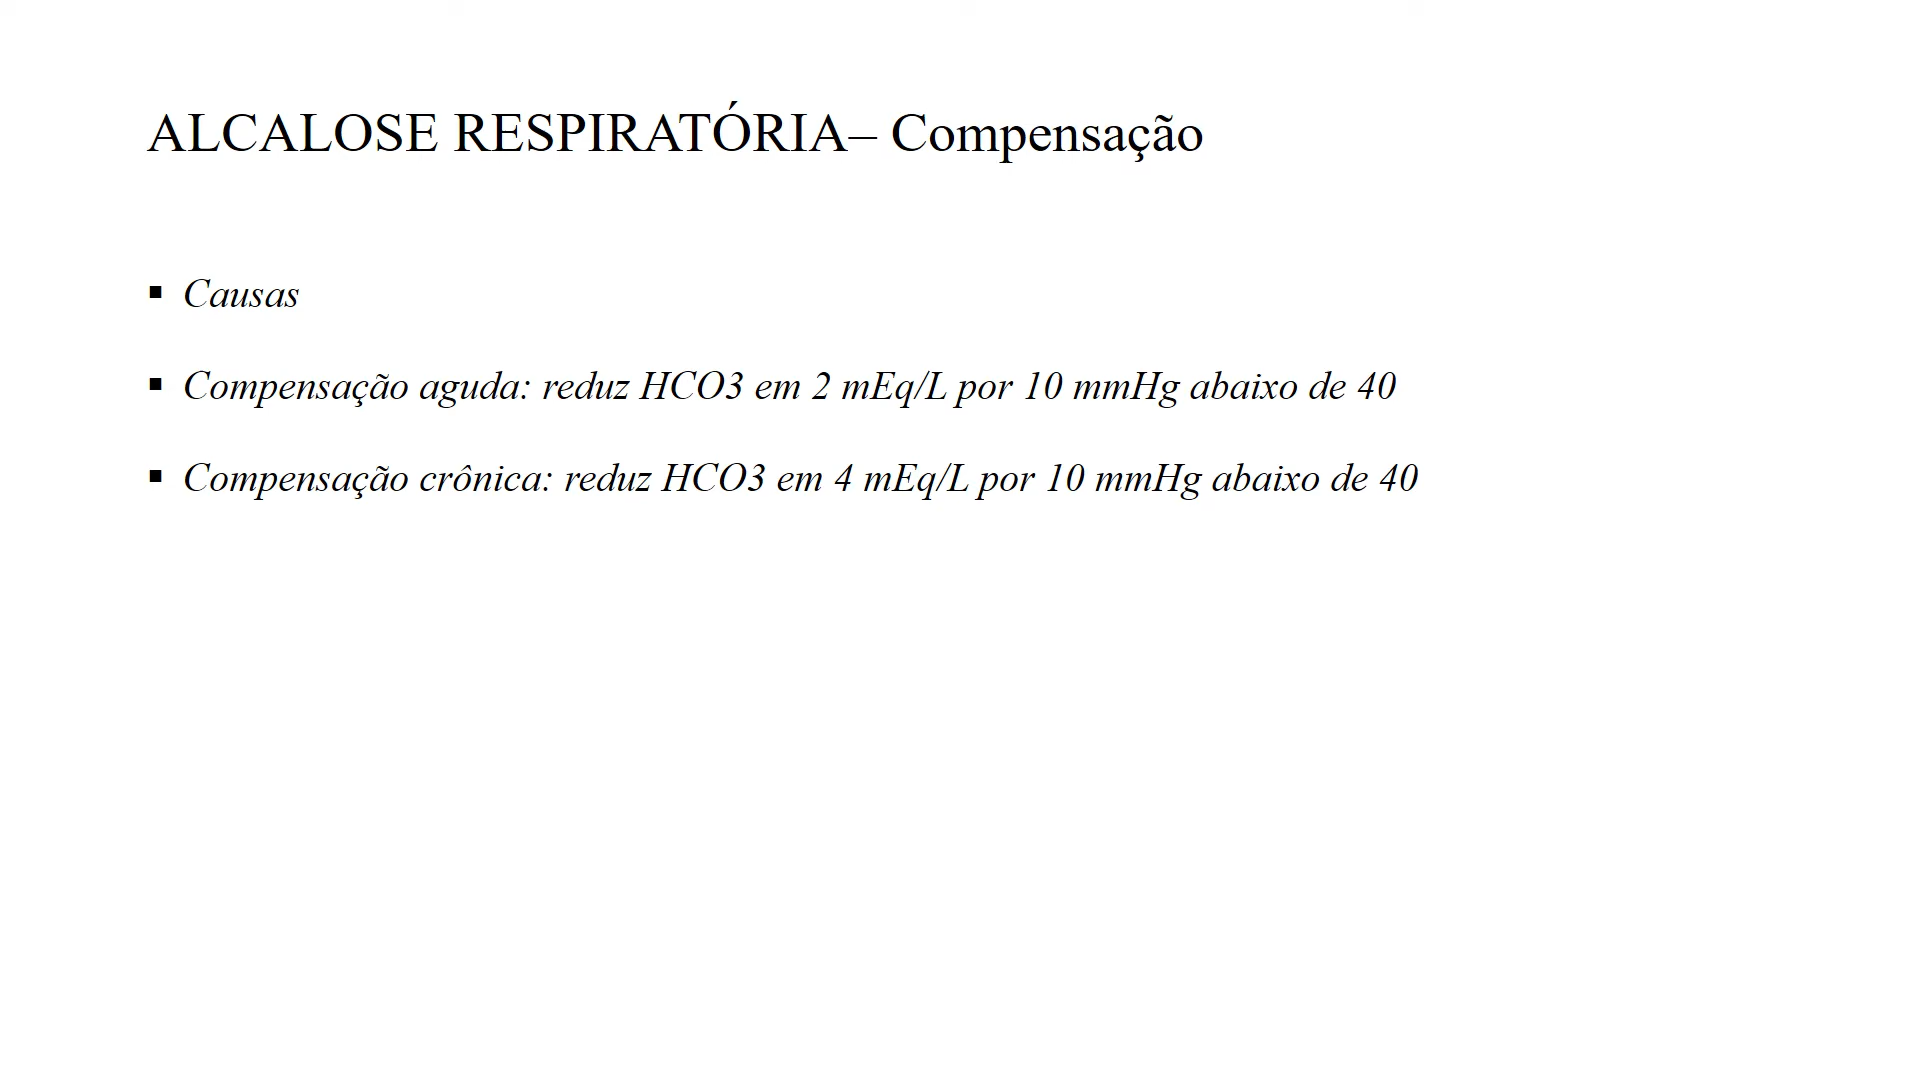 ALCALOSE RESPIRATÓRIA– Compensação
▪ Causas
▪ Compensação aguda: reduz HCO3 em 2 mEq/L por 10 mmHg abaixo de 40
▪ Compensação crônica: reduz HCO3 em 4 mEq/L por 10 mmHg abaixo de 40